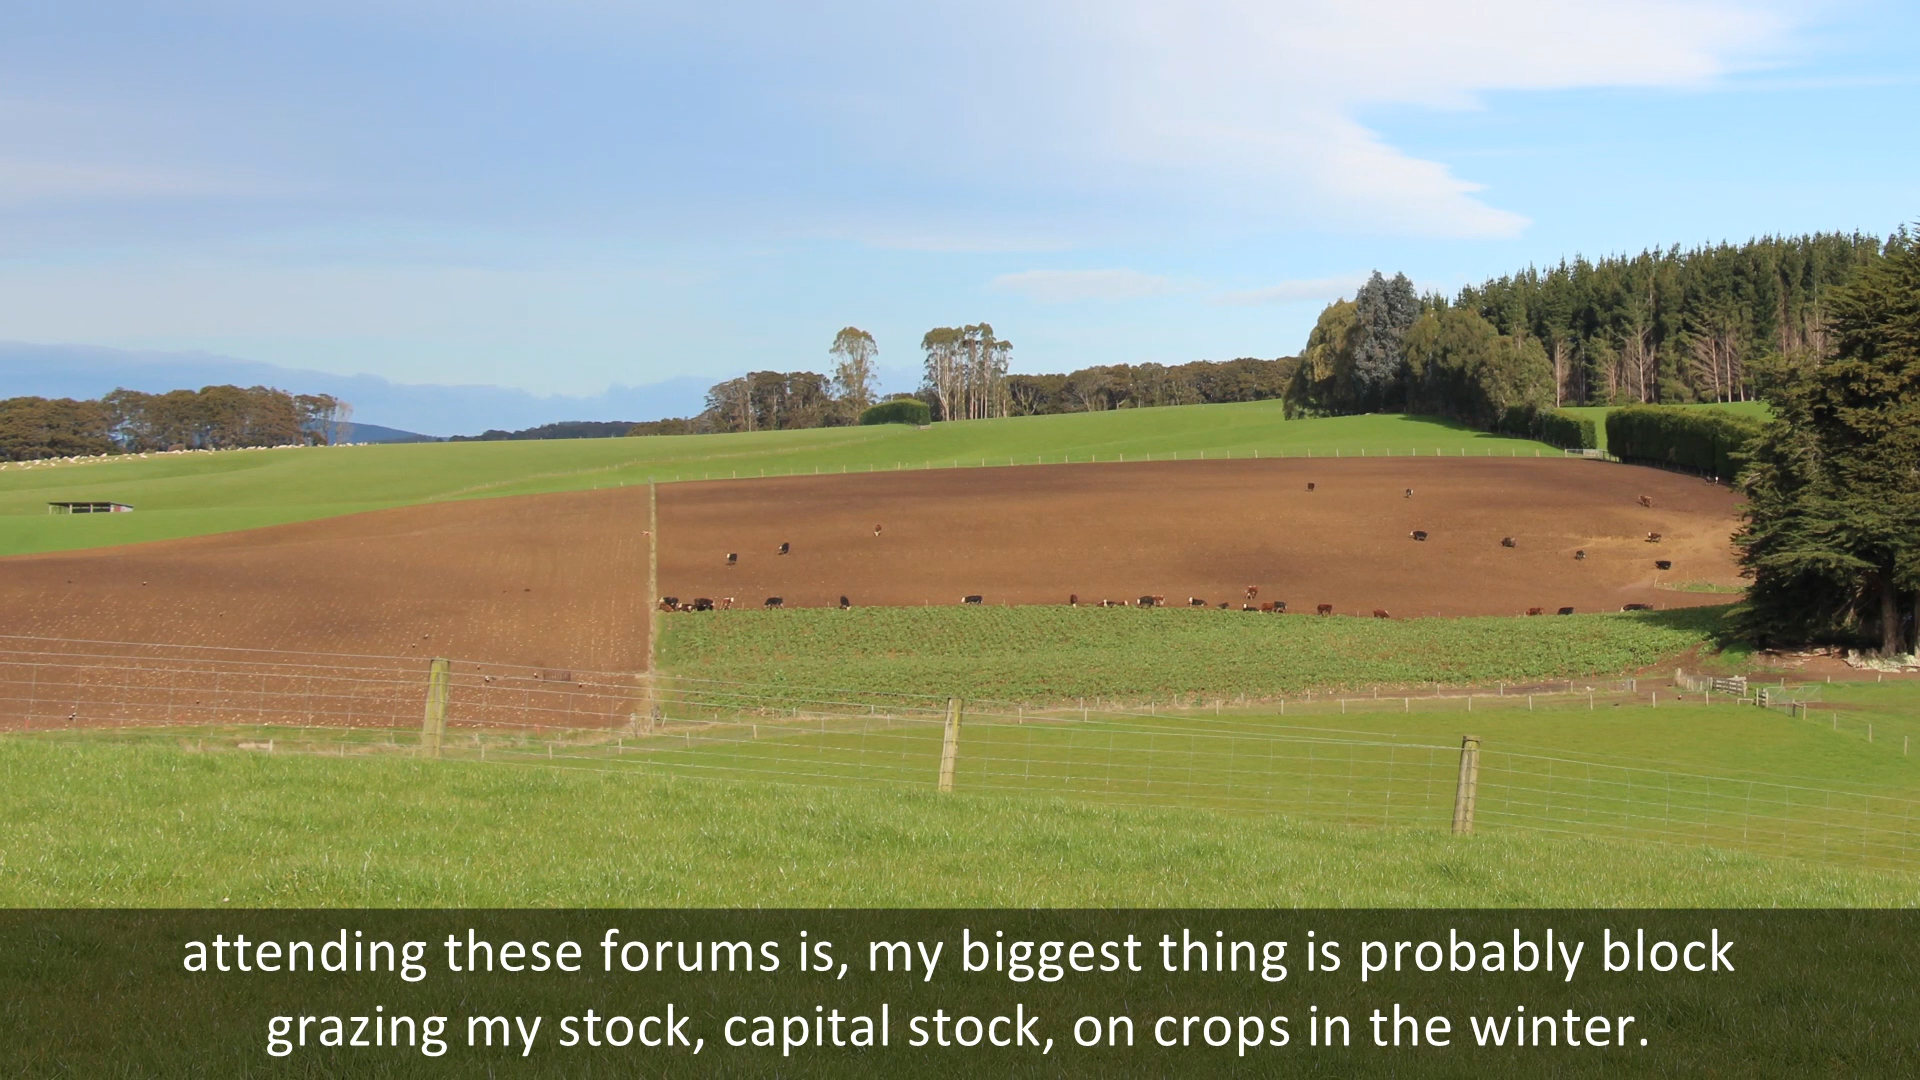 attending these forums is, my biggest thing is probably block
grazing my stock, capital stock, on crops in the winter.